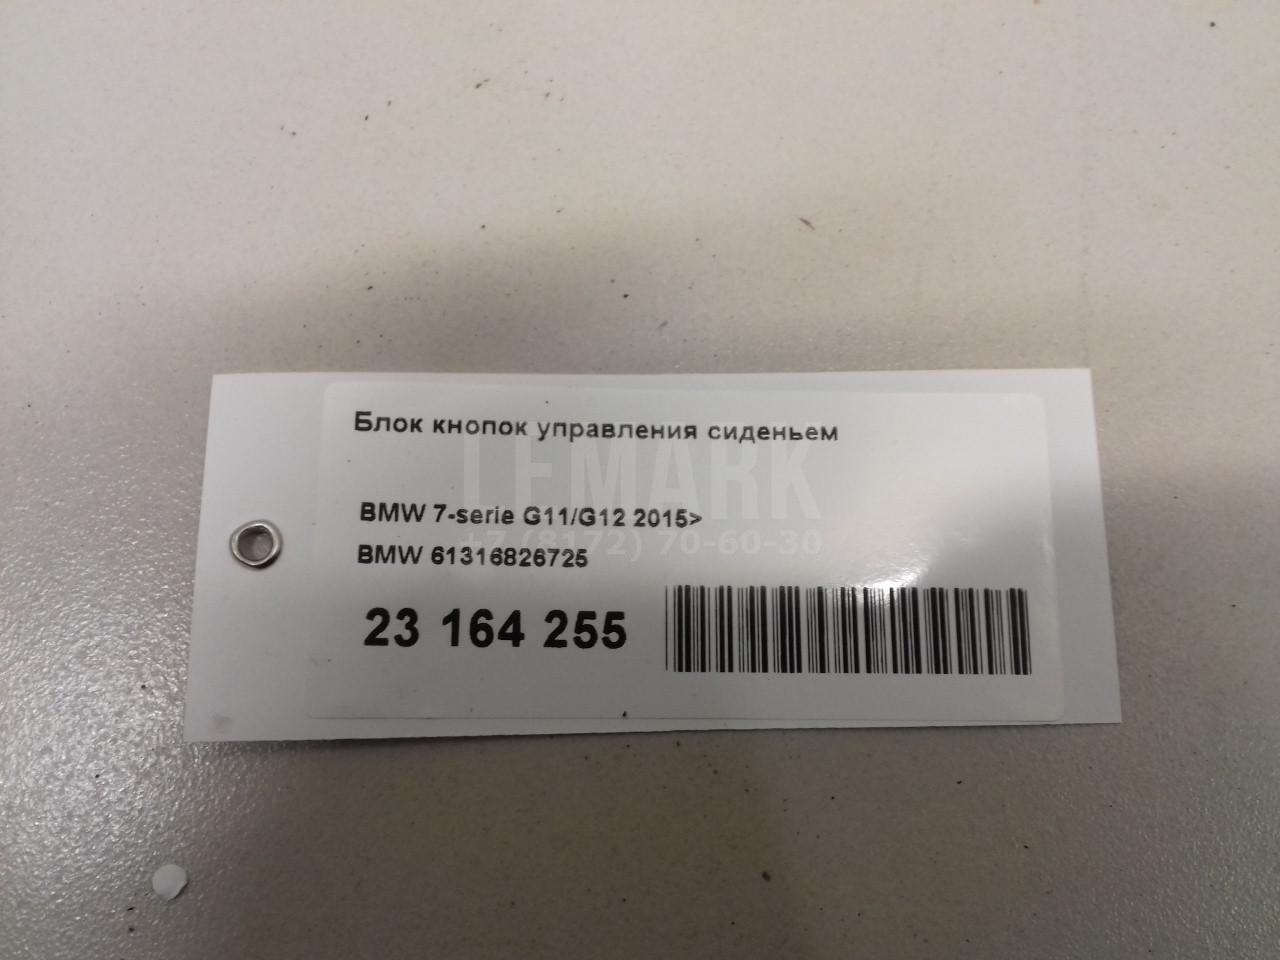 Блок кнопок управления сиденьем
LEMARK
BMW 7-serie G11/G12 2015>
+7 (8172) 70-60-30
BMW 61316826725
23 164 255